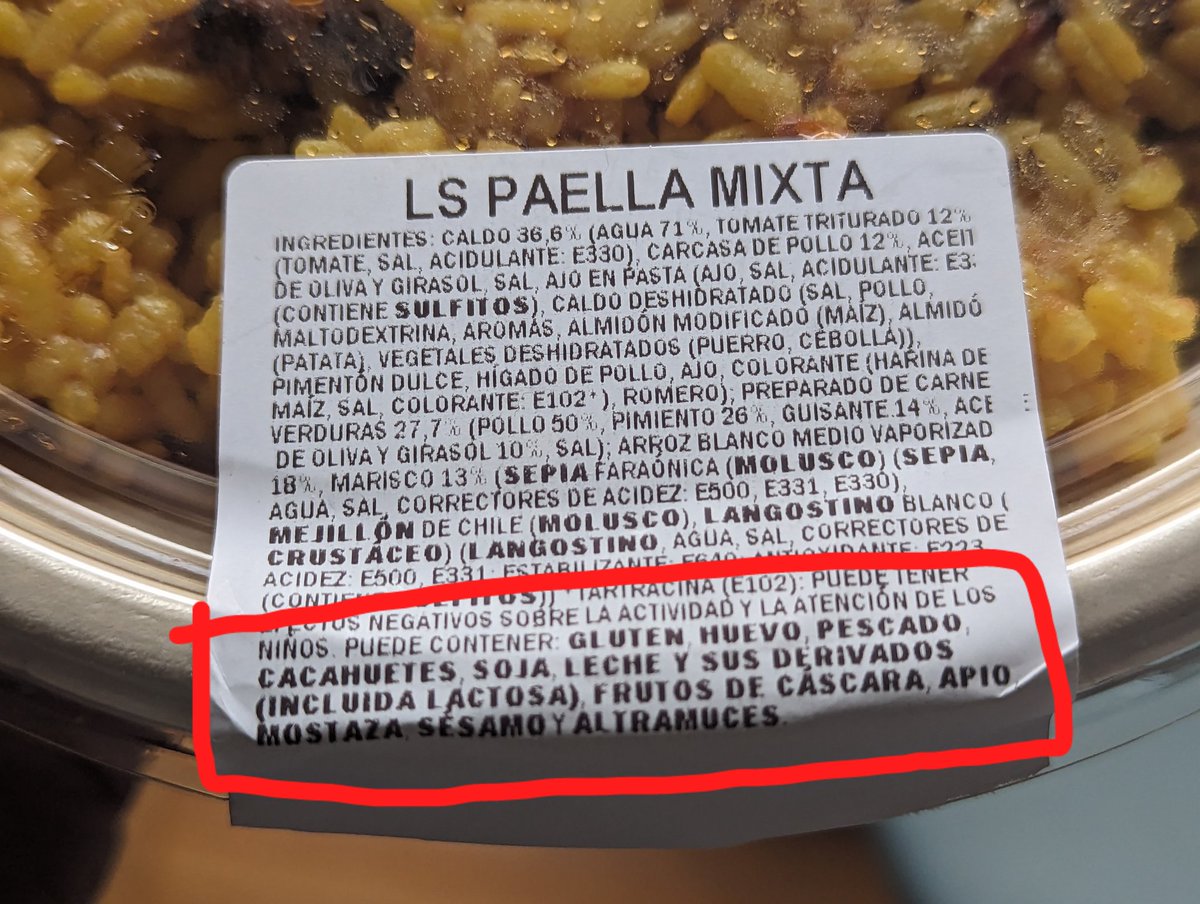 LS PAELLA MIXTA
INGREDIENTES: CALDO 36,6% (AGUA 71%, TOMATE TRITURADO 12%
(TOMATE, SAL, ACIDULANTE: E330), CARCASA DE POLLO 12%, ACEIT
DE OLIVA Y GIRASOL, SAL, AJO EN PASTA (AJO, SAL, ACIDULANTE: E3
(CONTIENE SULFITOS), CALDO DESHIDRATADO (SAL, POLLO,
MALTODEXTRINA, AROMAS, ALMIDÓN MODIFICADO (MAÍZ), ALMIDÓ
(PATATA), VEGETALES DESHIDRATADOS (PUERRO, CEBOLLA)),
PIMENTÓN DULCE, HÍGADO DE POLLO, AJO, COLORANTE (HARINA DE
MAÍZ, SAL, COLORANTE: E102*), ROMERO); PREPARADO DE CARNE
VERDURAS 27,7% (POLLO 50%, PIMIENTO 26%, GUISANTE 14%, ACE
DE OLIVA Y GIRASOL 10%, SAL); ARROZ BLANCO MEDIO VAPORIZAD
18%, MARISCO 13% (SEPIA FARAÓNICA (MOLUSCO) (SEPIA,
AGUA, SAL, CORRECTORES DE ACIDEZ: E500, E331, E330),
MEJILLÓN DE CHILE (MOLUSCO), LANGOSTINO BLANCO (
CRUSTÁCEO) (LANGOSTINO, AGUA, SAL, CORRECTORES DE
ACIDEZ: E500, E331; ESTABILIZANTE: E640, ANTIOXIDANTE: E223
(CONTIENE SULFITOS)) *TARTRACINA (E102): PUEDE TENER
EFECTOS NEGATIVOS SOBRE LA ACTIVIDAD Y LA ATENCIÓN DE LOS
NIÑOS. PUEDE CONTENER: GLUTEN, HUEVO, PESCADO,
CACAHUETES, SOJA, LECHE Y SUS DERIVADOS
(INCLUIDA LACTOSA), FRUTOS DE CÁSCARA, APIO,
MOSTAZA, SÉSAMO Y ALTRAMUCES.